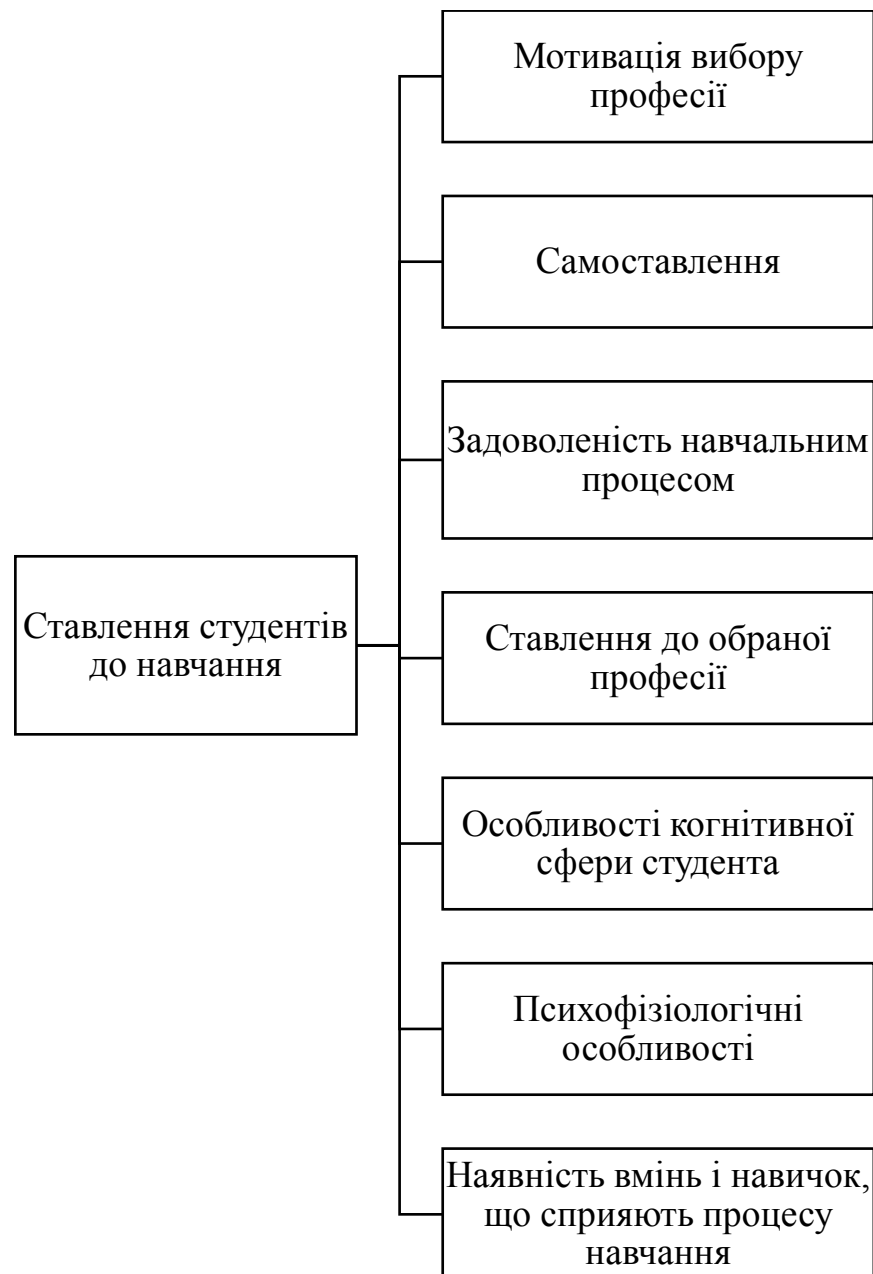 Мотивація вибору
професії
Самоставлення
Задоволеність навчальним
процесом
Ставлення студентів
до навчання
Ставлення до обраної
професії
Особливості когнітивної
сфери студента
Психофізіологічні
особливості
Наявність вмінь і навичок,
що сприяють процесу
навчання